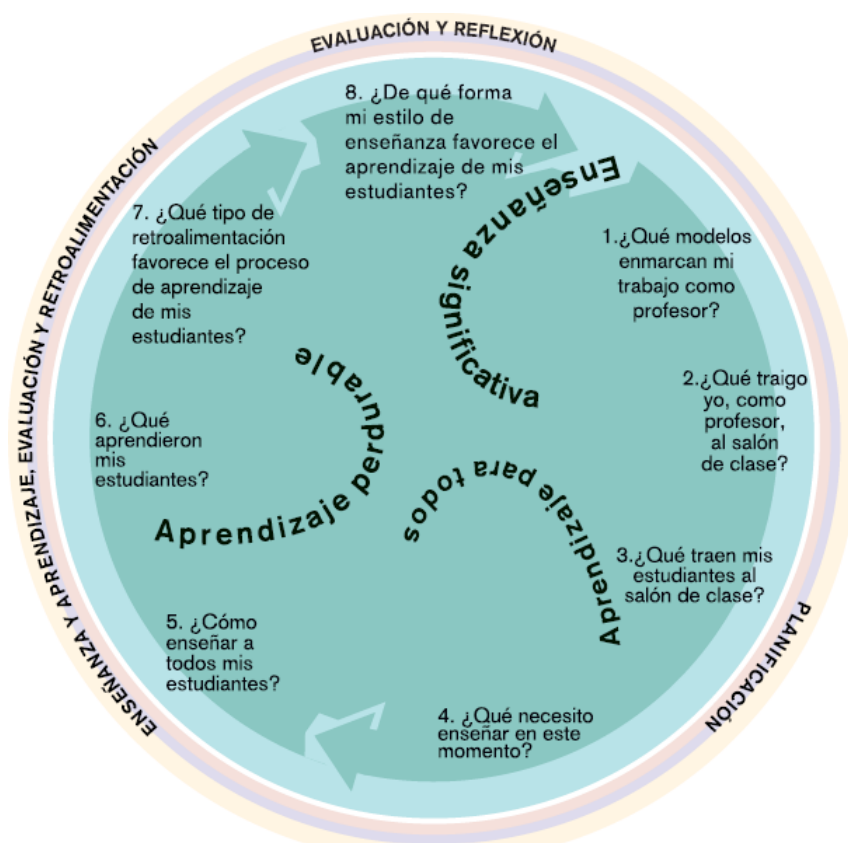 EVALUACIÓN Y REFLEXIÓN
8. ¿De qué forma
mi estilo de
enseñanza favorece el
aprendizaje de mis
estudiantes?
Enseñanza significativa
1.¿Qué modelos
enmarcan mi
trabajo como
profesor?
2.¿Qué traigo
yo, como
profesor,
al salón
de clase?
3.¿Qué traen mis
estudiantes al
salón de clase?
PLANIFICACIÓN
Aprendizaje para todos
4. ¿Qué necesito
enseñar en este
momento?
5. ¿Cómo
enseñar a
todos mis
estudiantes?
Aprendizaje perdurable
6. ¿Qué
aprendieron
mis
estudiantes?
7. ¿Qué tipo de
retroalimentación
favorece el proceso
de aprendizaje
de mis
estudiantes?
ENSEÑANZA Y APRENDIZAJE, EVALUACIÓN Y RETROALIMENTACIÓN